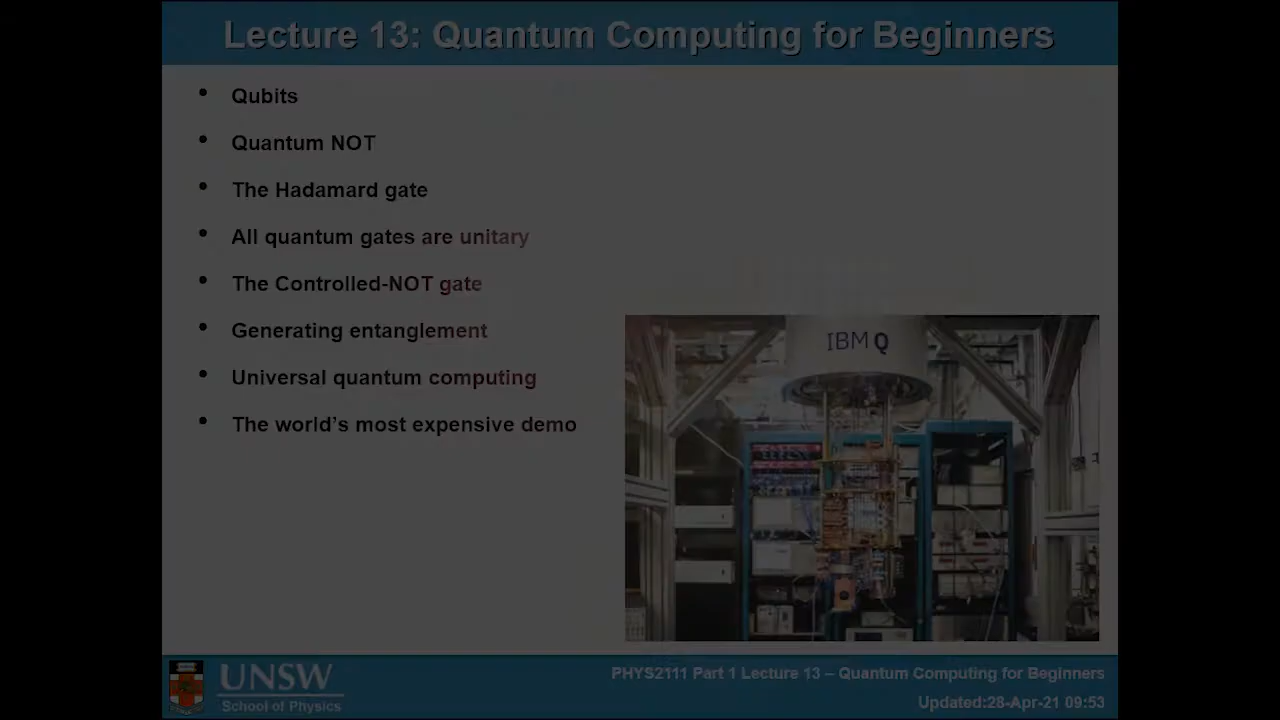 Lecture 13: Quantum Computing for Beginners
• Qubits
• Quantum NOT
• The Hadamard gate
• All quantum gates are unitary
• The Controlled-NOT gate
• Generating entanglement
• Universal quantum computing
• The world’s most expensive demo
IBM Q
UNSW
School of Physics
PHYS2111 Part 1 Lecture 13 – Quantum Computing for Beginners
Updated:28-Apr-21 09:53